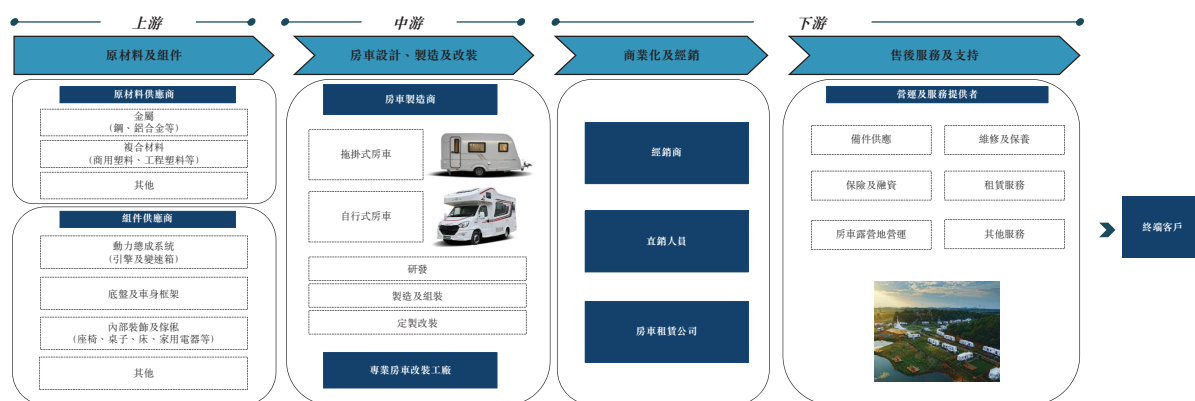 上游
中游
下游
原材料及組件
房車設計、製造及改裝
商業化及經銷
售後服務及支持
原材料供應商
金屬
(鋼、鋁合金等)
複合材料
(商用塑料、工程塑料等)
其他
組件供應商
動力總成系統
(引擎及變速箱)
底盤及車身框架
內部裝飾及傢俬
(座椅、桌子、床、家用電器等)
其他
房車製造商
拖掛式房車
自行式房車
研發
製造及組裝
定製改裝
專業房車改裝工廠
經銷商
直銷人員
房車租賃公司
營運及服務提供者
備件供應
維修及保養
保險及融資
租賃服務
房車露營地營運
其他服務
終端客戶